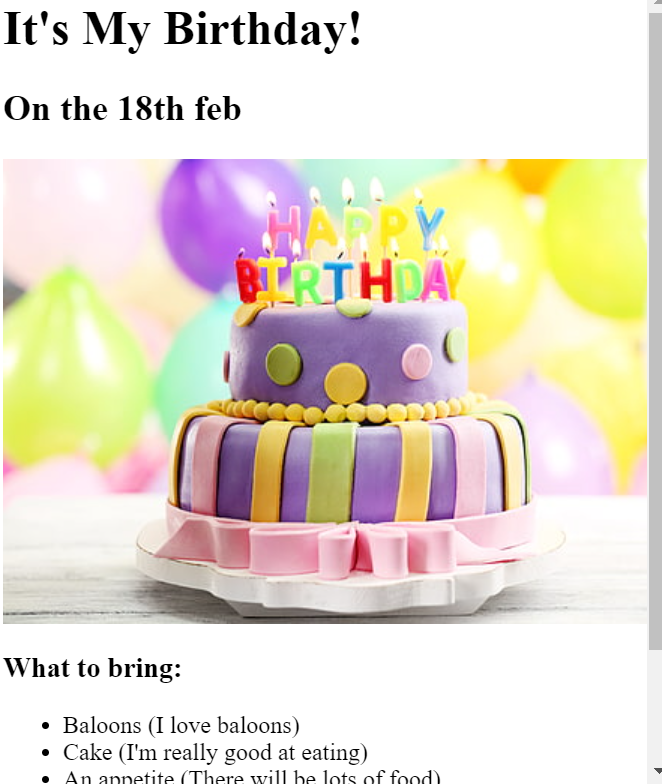 It's My Birthday!
On the 18th feb
HAPPY
BIRTHDAY
What to bring:
Baloons (I love baloons)
Cake (I'm really good at eating)
An appetite (There will be lots of food)